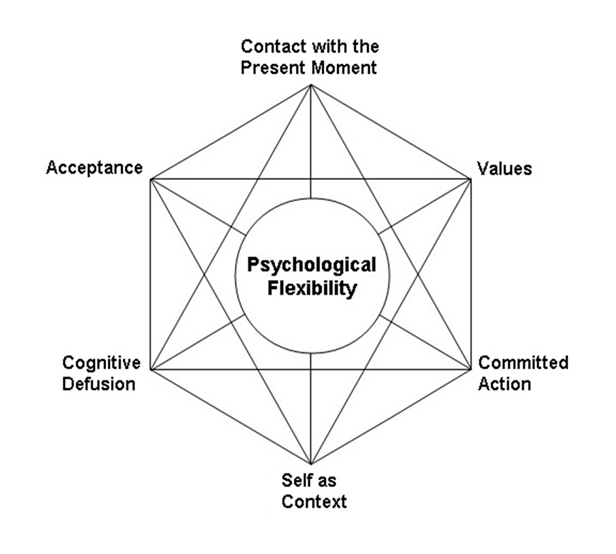 Contact with the
Present Moment
Acceptance
Values
Psychological
Flexibility
Cognitive
Defusion
Committed
Action
Self as
Context